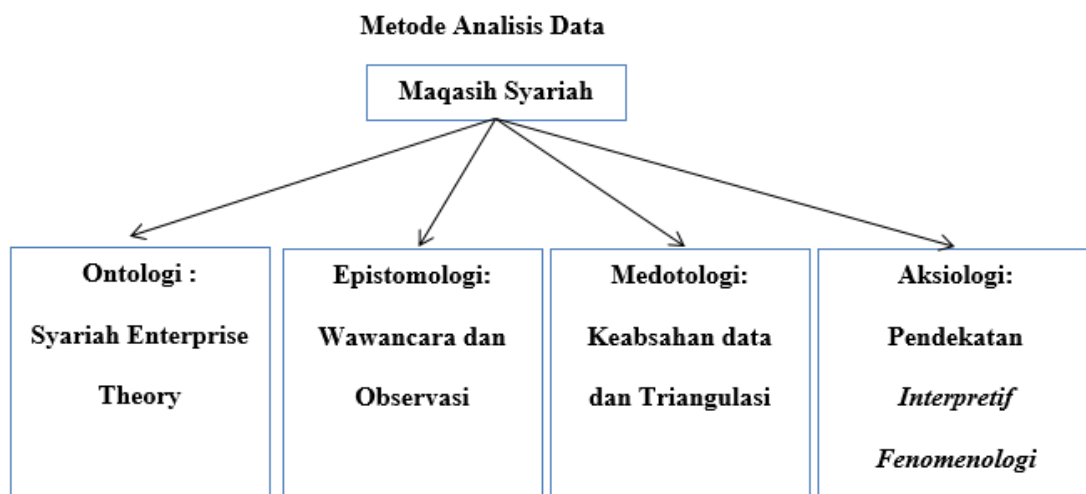 Metode Analisis Data
Maqasih Syariah
Ontologi :
Syariah Enterprise
Theory
Epistomologi:
Wawancara dan
Observasi
Medotologi:
Keabsahan data
dan Triangulasi
Aksiologi:
Pendekatan
Interpretif
Fenomenologi